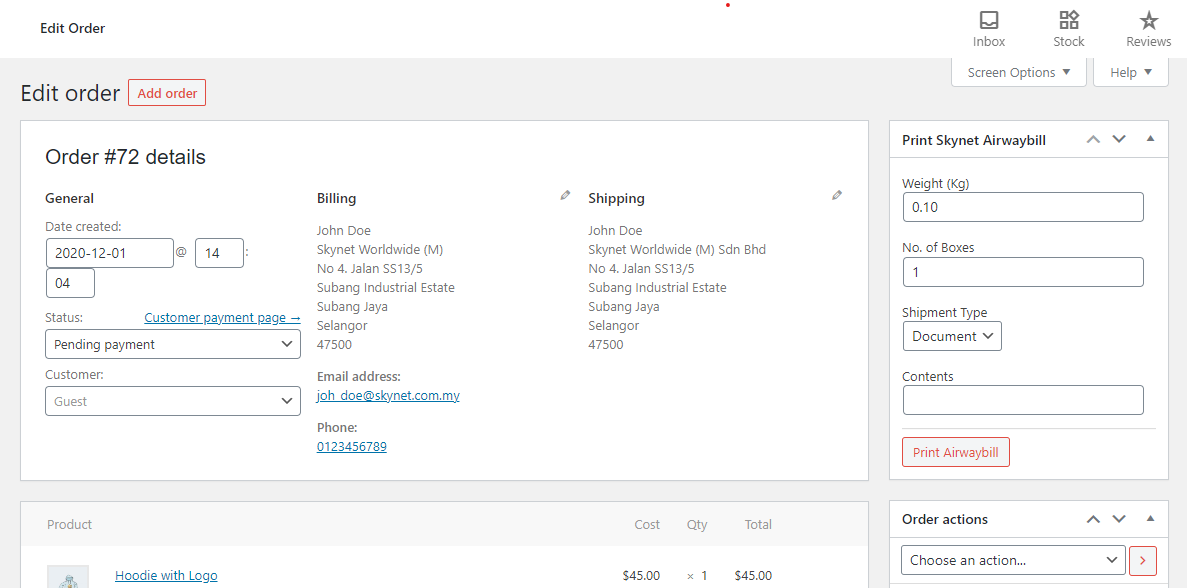 Edit Order
Inbox
Stock
Reviews
Screen Options ▼
Help ▼
Edit order
Add order
Order #72 details
General
Date created:
2020-12-01 @ 14 :
04
Status:
Customer payment page →
Pending payment
Customer:
Guest
Billing
John Doe
Skynet Worldwide (M)
No 4. Jalan SS13/5
Subang Industrial Estate
Subang Jaya
Selangor
47500
Email address:
joh_doe@skynet.com.my
Phone:
0123456789
Shipping
John Doe
Skynet Worldwide (M) Sdn Bhd
No 4. Jalan SS13/5
Subang Industrial Estate
Subang Jaya
Selangor
47500
Print Skynet Airwaybill
Weight (Kg)
0.10
No. of Boxes
1
Shipment Type
Document
Contents
Print Airwaybill
Product Cost Qty Total
Hoodie with Logo $45.00 × 1 $45.00
Order actions
Choose an action...